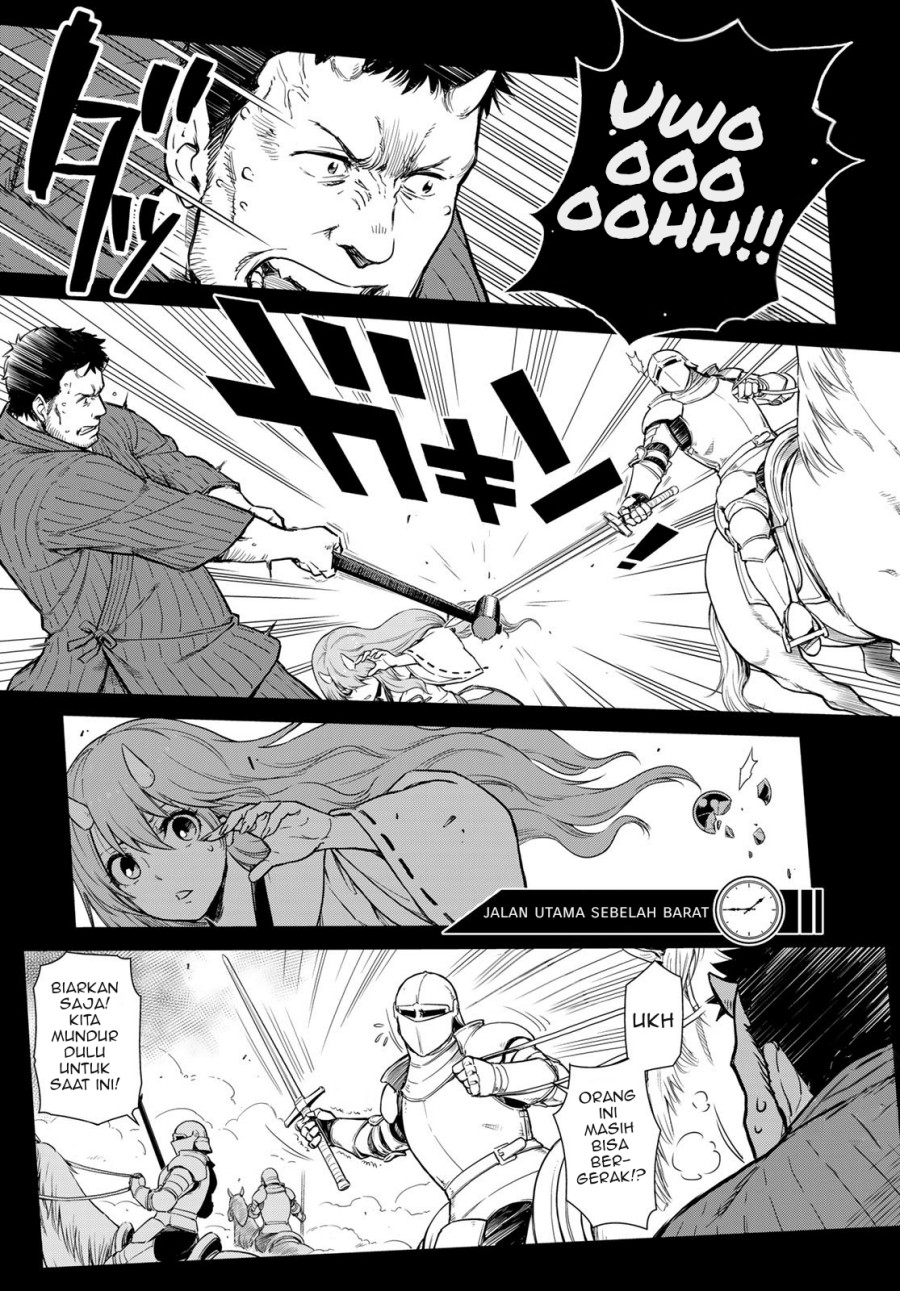 UWO
OOO
OOHH!!
ダダッ
ガキン
!
JALAN UTAMA SEBELAH BARAT
UKH
ORANG
INI
MASIH
BISA
BER-
GERAK!?
BIARKAN
SAJA!
KITA
MUNDUR
DULU
UNTUK
SAAT INI!